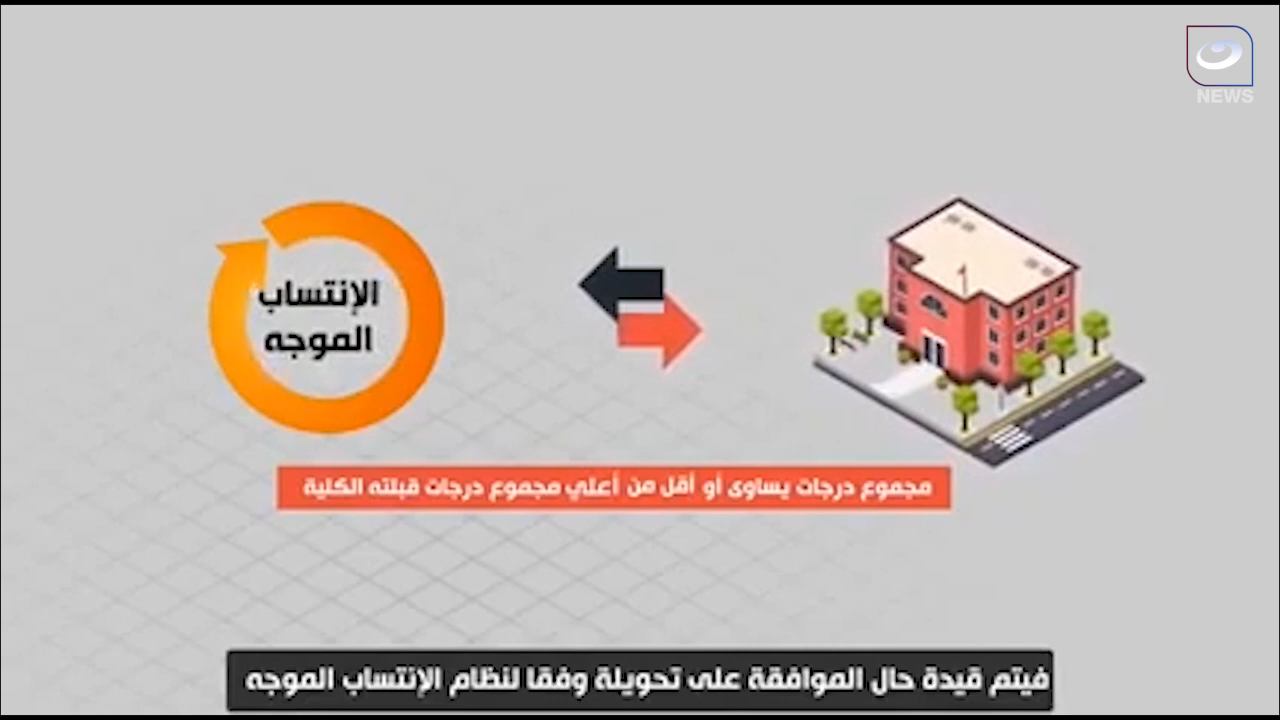 NEWS
الإنتساب
الموجه
مجموع درجات يساوى أو أقل من أعلي مجموع درجات قبلته الكلية
فيتم قيدة حال الموافقة على تحويلة وفقا لنظام الإنتساب الموجه